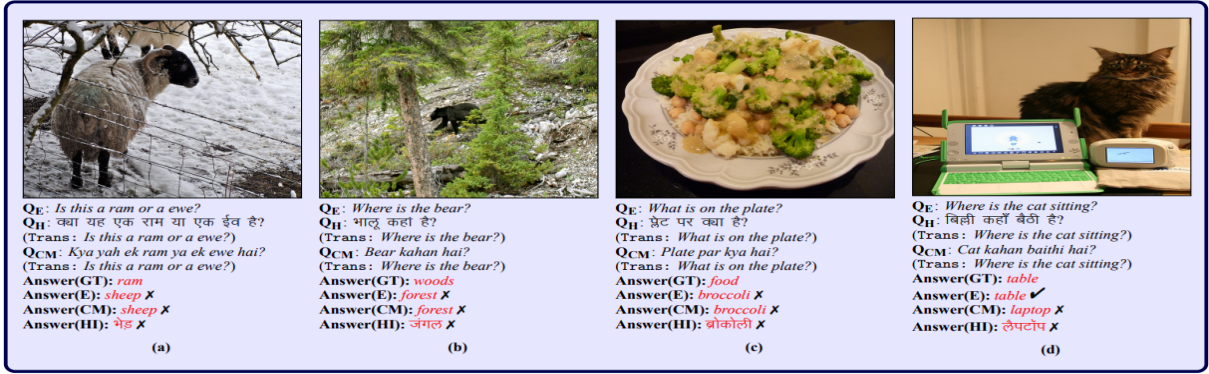 Q_E: Is this a ram or a ewe?
Q_H: क्या यह एक राम या एक ईव है?
(Trans: Is this a ram or a ewe?)
Q_CM: Kya yah ek ram ya ek ewe hai?
(Trans: Is this a ram or a ewe?)
Answer(GT): ram
Answer(E): sheep ✗
Answer(CM): sheep ✗
Answer(HI): भेड़ ✗
(a)
Q_E: Where is the bear?
Q_H: भालू कहां है?
(Trans: Where is the bear?)
Q_CM: Bear kahan hai?
(Trans: Where is the bear?)
Answer(GT): woods
Answer(E): forest ✗
Answer(CM): forest ✗
Answer(HI): जंगल ✗
(b)
Q_E: What is on the plate?
Q_H: प्लेट पर क्या है?
(Trans: What is on the plate?)
Q_CM: Plate par kya hai?
(Trans: What is on the plate?)
Answer(GT): food
Answer(E): broccoli ✗
Answer(CM): broccoli ✗
Answer(HI): ब्रोकोली ✗
(c)
Q_E: Where is the cat sitting?
Q_H: बिल्ली कहाँ बैठी है?
(Trans: Where is the cat sitting?)
Q_CM: Cat kahan baithi hai?
(Trans: Where is the cat sitting?)
Answer(GT): table
Answer(E): table ✓
Answer(CM): laptop ✗
Answer(HI): लैपटॉप ✗
(d)